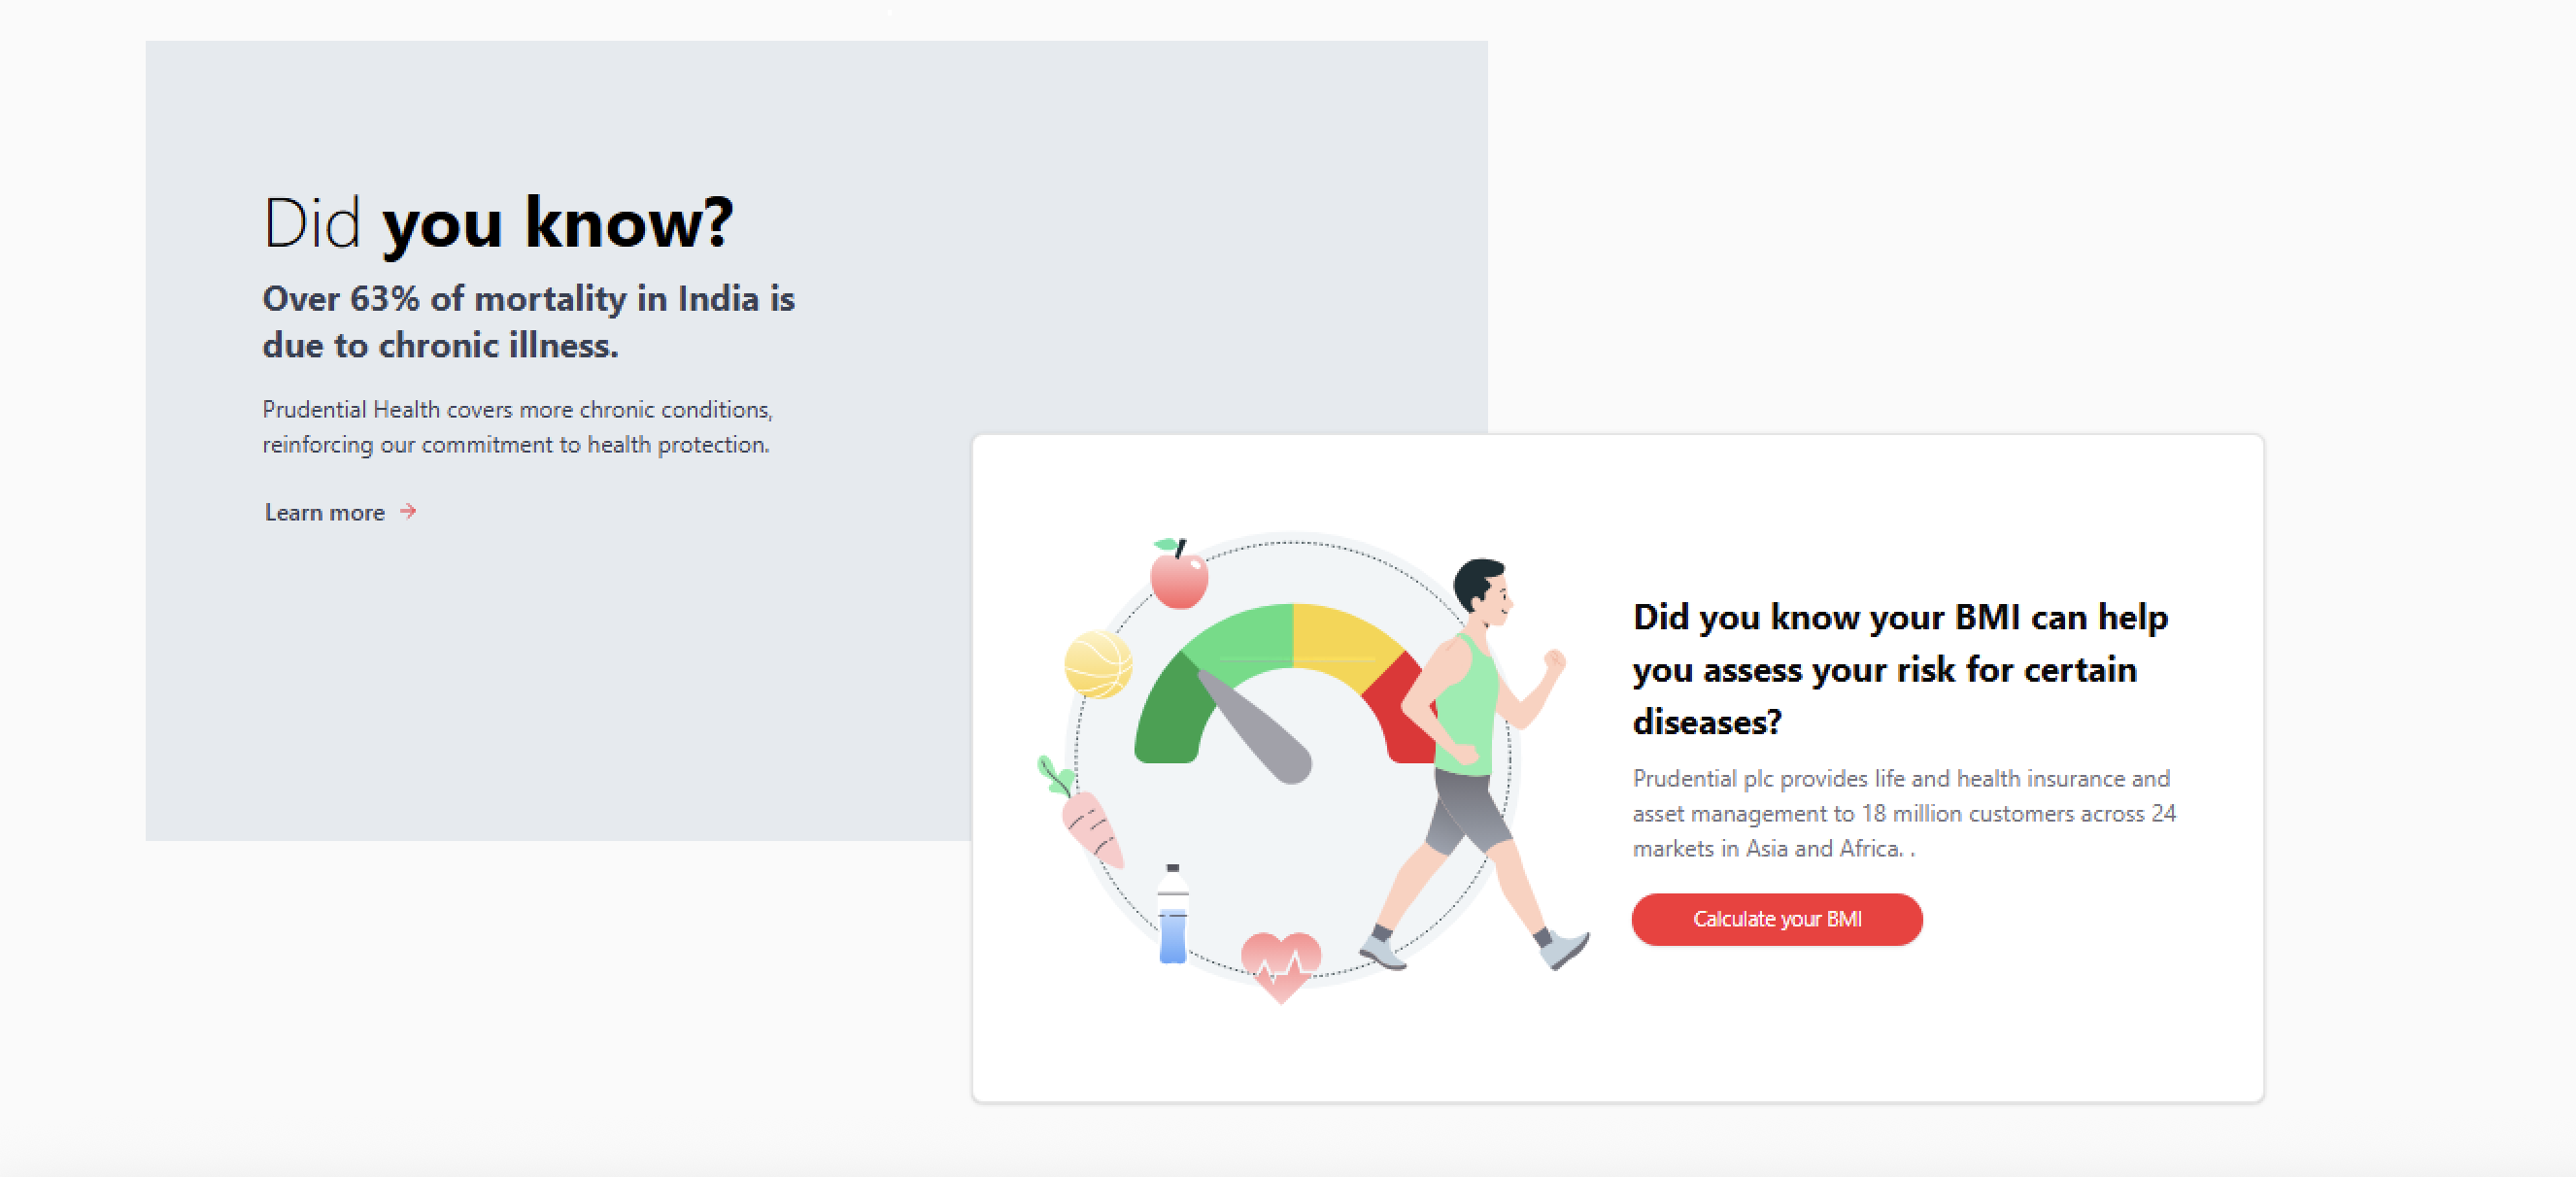 Did you know?
Over 63% of mortality in India is
due to chronic illness.
Prudential Health covers more chronic conditions,
reinforcing our commitment to health protection.
Learn more →
Did you know your BMI can help
you assess your risk for certain
diseases?
Prudential plc provides life and health insurance and
asset management to 18 million customers across 24
markets in Asia and Africa. .
Calculate your BMI